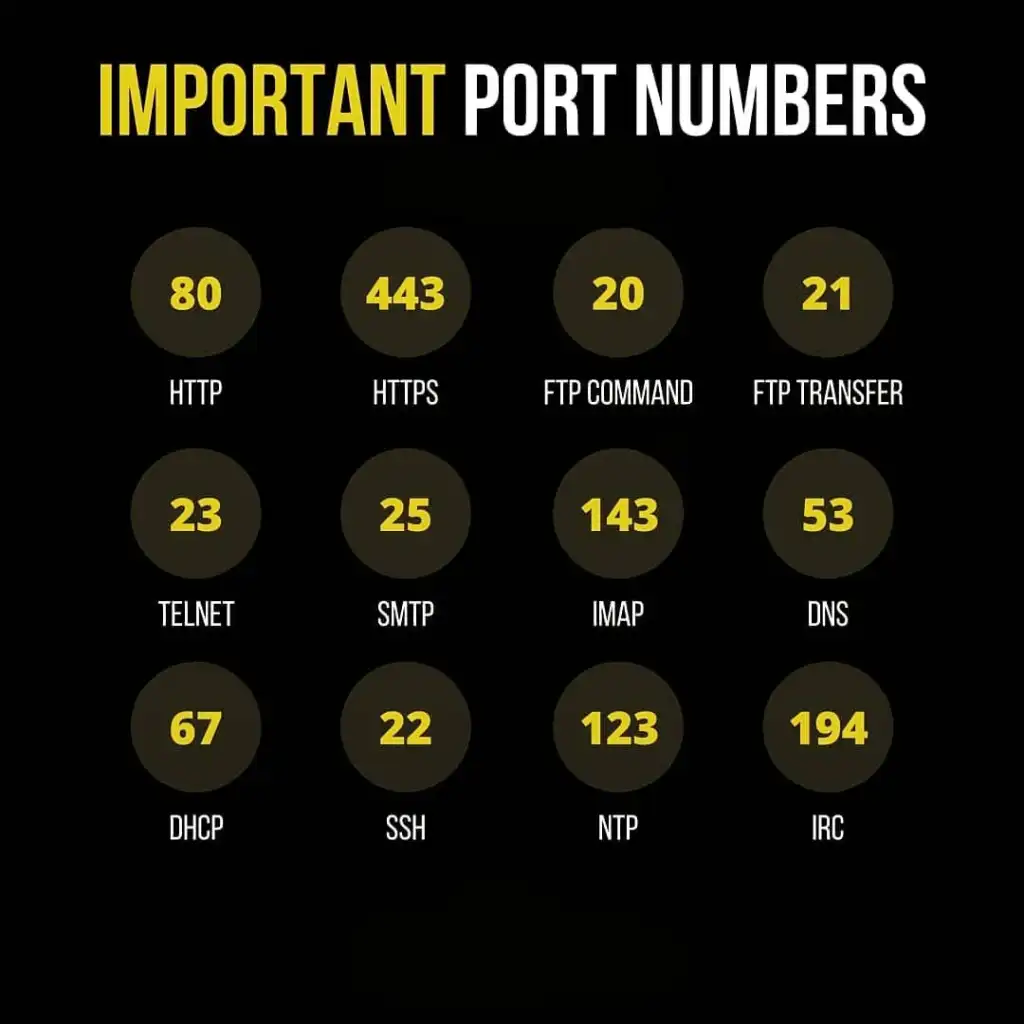 IMPORTANT PORT NUMBERS
80 443 20 21
HTTP HTTPS FTP COMMAND FTP TRANSFER
23 25 143 53
TELNET SMTP IMAP DNS
67 22 123 194
DHCP SSH NTP IRC